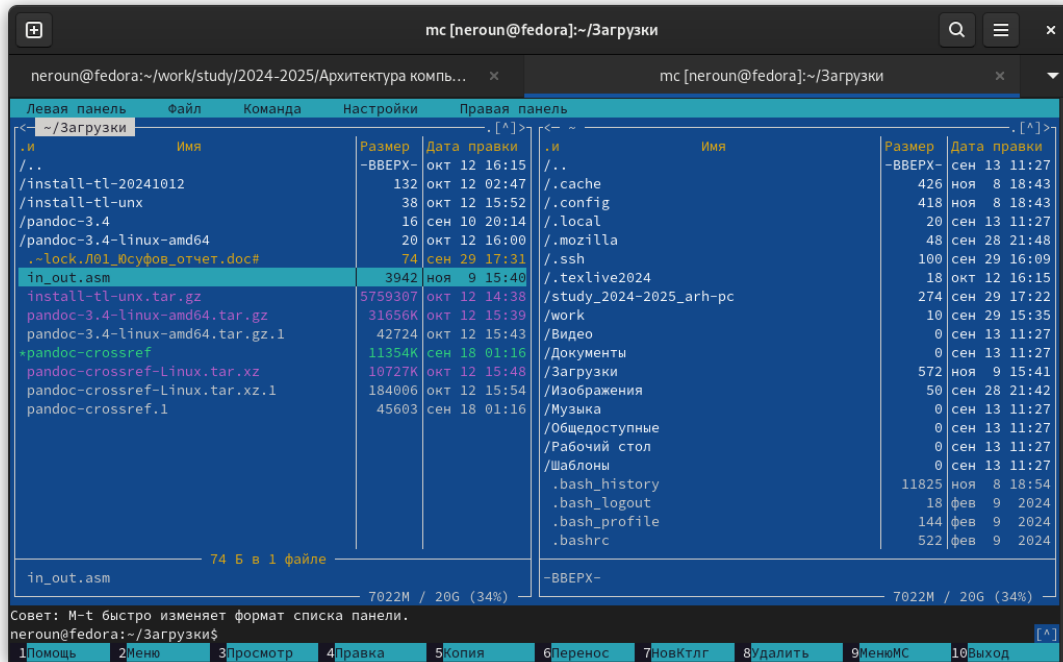 mc [neroun@fedora]:~/Загрузки
neroun@fedora:~/work/study/2024-2025/Архитектура компь…
mc [neroun@fedora]:~/Загрузки
Левая панель Файл Команда Настройки Правая панель
<— ~/Загрузки .[^]>
.и Имя Размер Дата правки
/.. -ВВЕРХ- окт 12 16:15
/install-tl-20241012 132 окт 12 02:47
/install-tl-unx 38 окт 12 15:52
/pandoc-3.4 16 сен 10 20:14
/pandoc-3.4-linux-amd64 20 окт 12 16:00
.~lock.Л01_Юсуфов_отчет.doc# 74 сен 29 17:31
in_out.asm 3942 ноя 9 15:40
install-tl-unx.tar.gz 5759307 окт 12 14:38
pandoc-3.4-linux-amd64.tar.gz 31656K окт 12 15:39
pandoc-3.4-linux-amd64.tar.gz.1 42724 окт 12 15:43
*pandoc-crossref 11354K сен 18 01:16
pandoc-crossref-Linux.tar.xz 10727K окт 12 15:48
pandoc-crossref-Linux.tar.xz.1 184006 окт 12 15:54
pandoc-crossref.1 45603 сен 18 01:16
74 Б в 1 файле
in_out.asm
7022M / 20G (34%)
<— ~ .[^]>
.и Имя Размер Дата правки
/.. -ВВЕРХ- сен 13 11:27
/.cache 426 ноя 8 18:43
/.config 418 ноя 8 18:43
/.local 20 сен 13 11:27
/.mozilla 48 сен 28 21:48
/.ssh 100 сен 29 16:09
/.texlive2024 18 окт 12 16:15
/study_2024-2025_arh-pc 274 сен 29 17:22
/work 10 сен 29 15:35
/Видео 0 сен 13 11:27
/Документы 0 сен 13 11:27
/Загрузки 572 ноя 9 15:41
/Изображения 50 сен 28 21:42
/Музыка 0 сен 13 11:27
/Общедоступные 0 сен 13 11:27
/Рабочий стол 0 сен 13 11:27
/Шаблоны 0 сен 13 11:27
.bash_history 11825 ноя 8 18:54
.bash_logout 18 фев 9 2024
.bash_profile 144 фев 9 2024
.bashrc 522 фев 9 2024
-ВВЕРХ-
7022M / 20G (34%)
Совет: M-t быстро изменяет формат списка панели.
neroun@fedora:~/Загрузки$ [^]
1Помощь 2Меню 3Просмотр 4Правка 5Копия 6Перенос 7НовКтлг 8Удалить 9МенюМС 10Выход